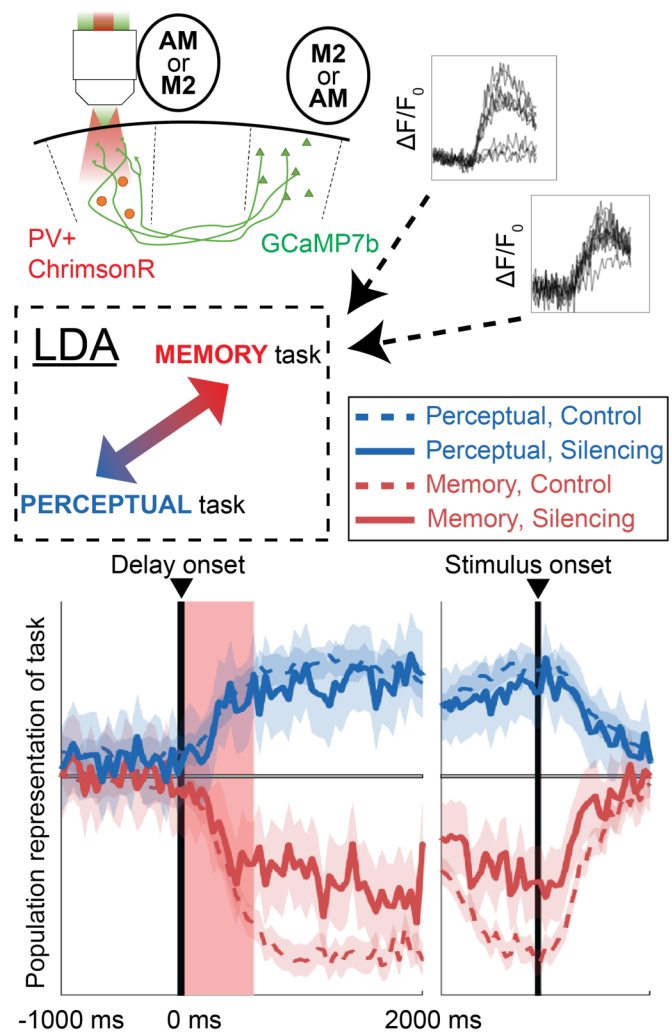 AM
or
M2
M2
or
AM
ΔF/F0
PV+
ChrimsonR
GCaMP7b
ΔF/F0
LDA
MEMORY task
PERCEPTUAL task
Perceptual, Control
Perceptual, Silencing
Memory, Control
Memory, Silencing
Delay onset
Stimulus onset
Population representation of task
-1000 ms
0 ms
2000 ms